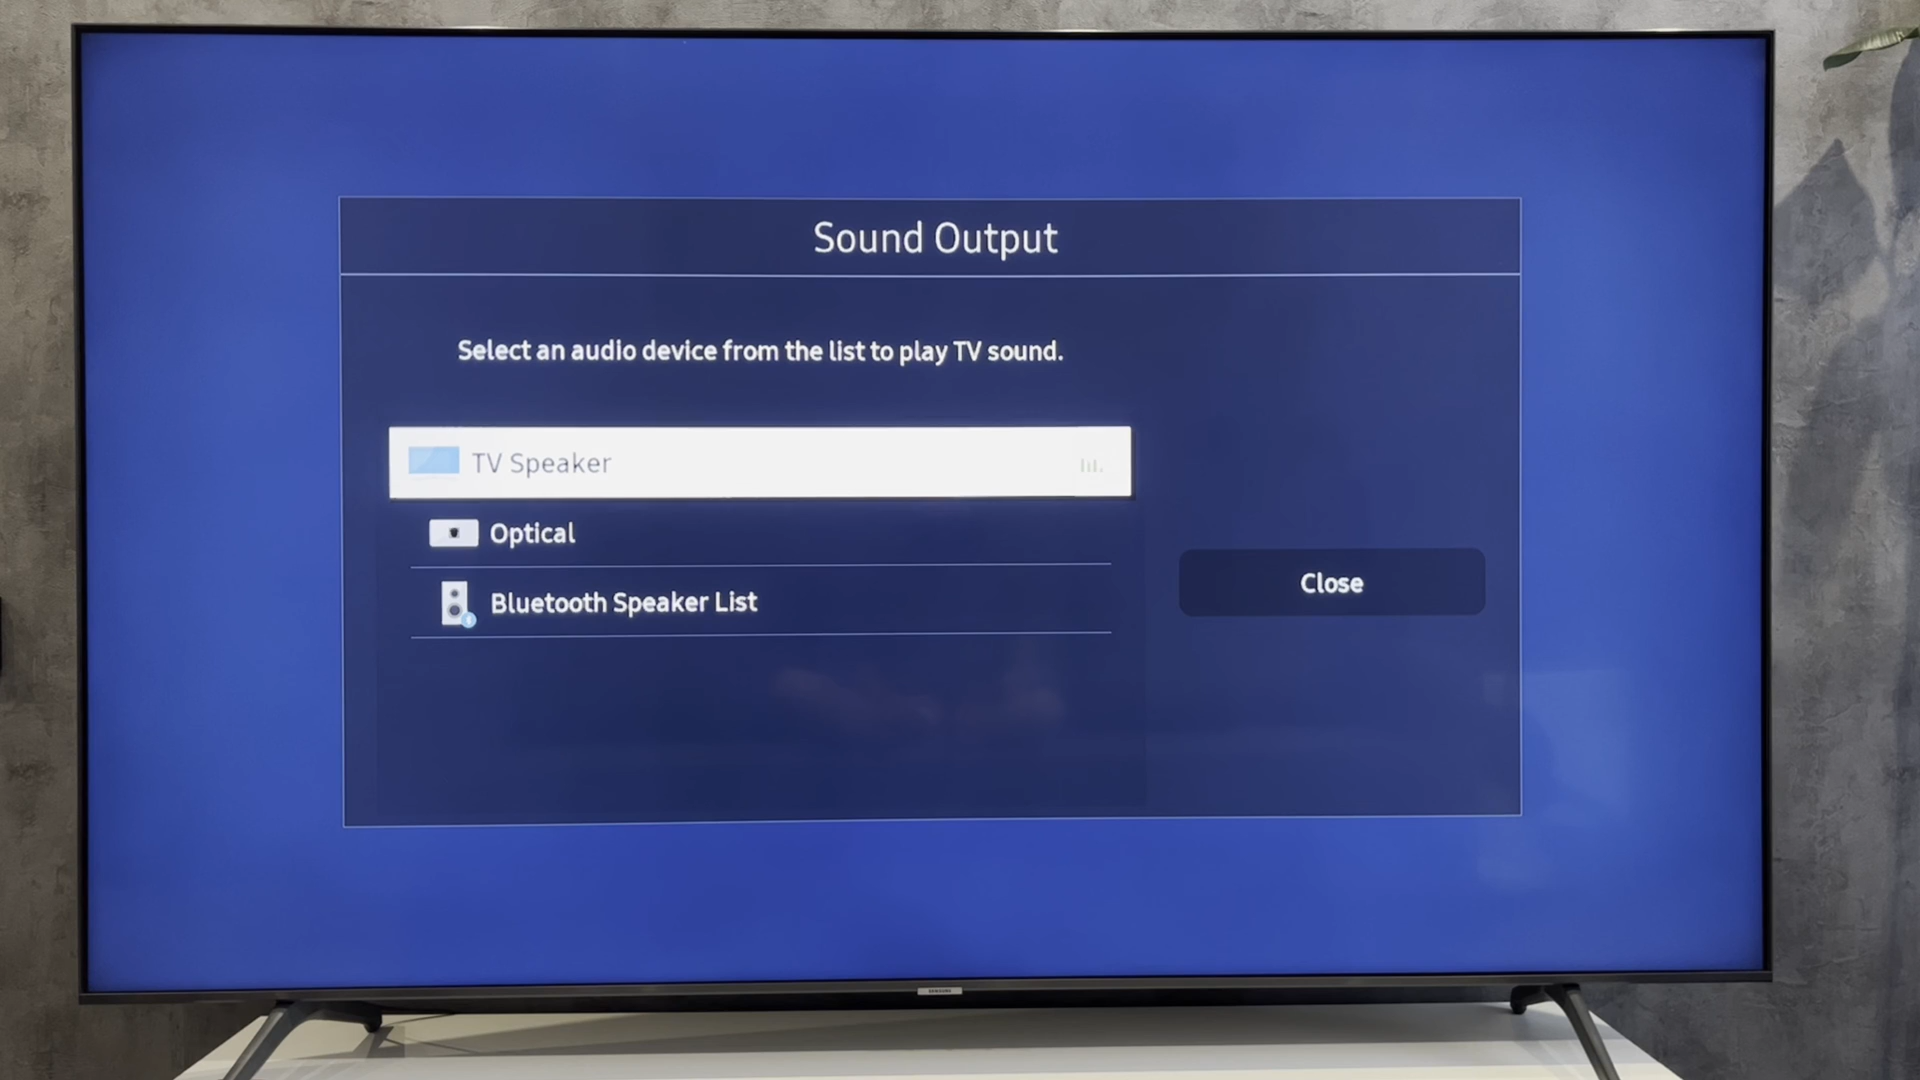 Sound Output
Select an audio device from the list to play TV sound.
TV Speaker
Optical
Bluetooth Speaker List
Close
SAMSUNG